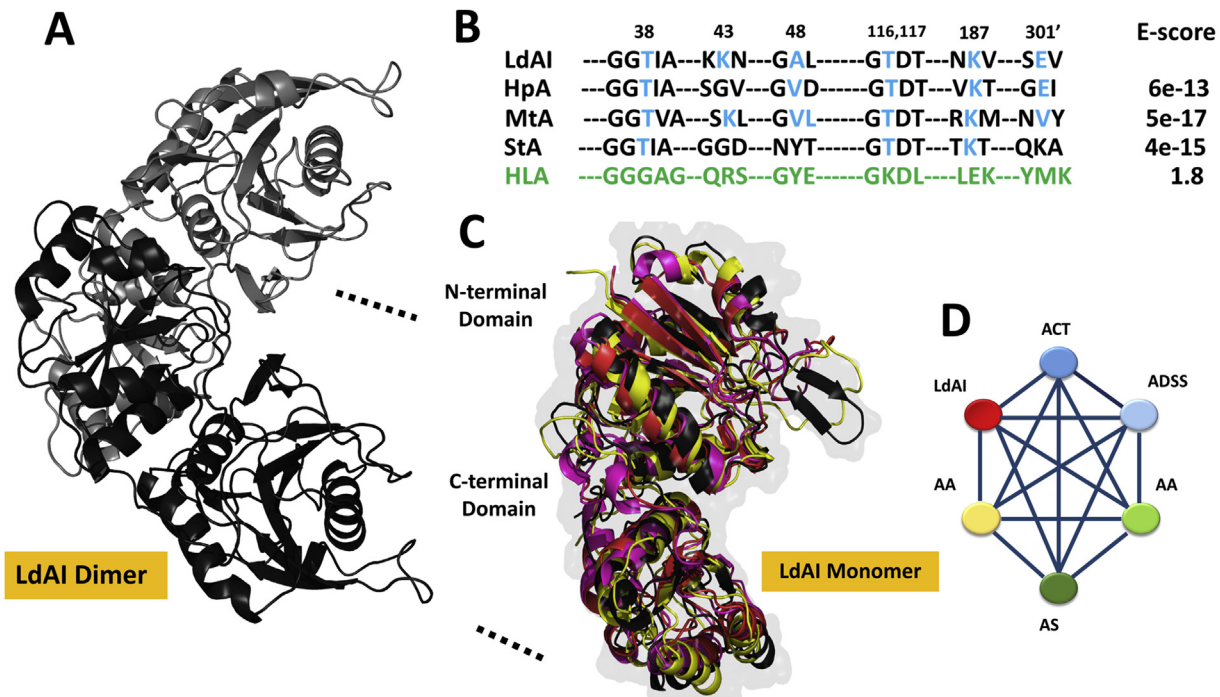 A
LdAI Dimer
B
38 43 48 116,117 187 301' E-score
LdAI ---GGTIA---KKN---GAL------GTDT---NKV---SEV
HpA ---GGTIA---SGV---GVD------GTDT---VKT---GEI 6e-13
MtA ---GGTVA---SKL---GVL------GTDT---RKM---NVY 5e-17
StA ---GGTIA---GGD---NYT------GTDT---TKT---QKA 4e-15
HLA ---GGGAG---QRS---GYE------GKDL----LEK---YMK 1.8
C
N-terminal
Domain
C-terminal
Domain
LdAI Monomer
D
ACT
LdAI
ADSS
AA
AA
AS